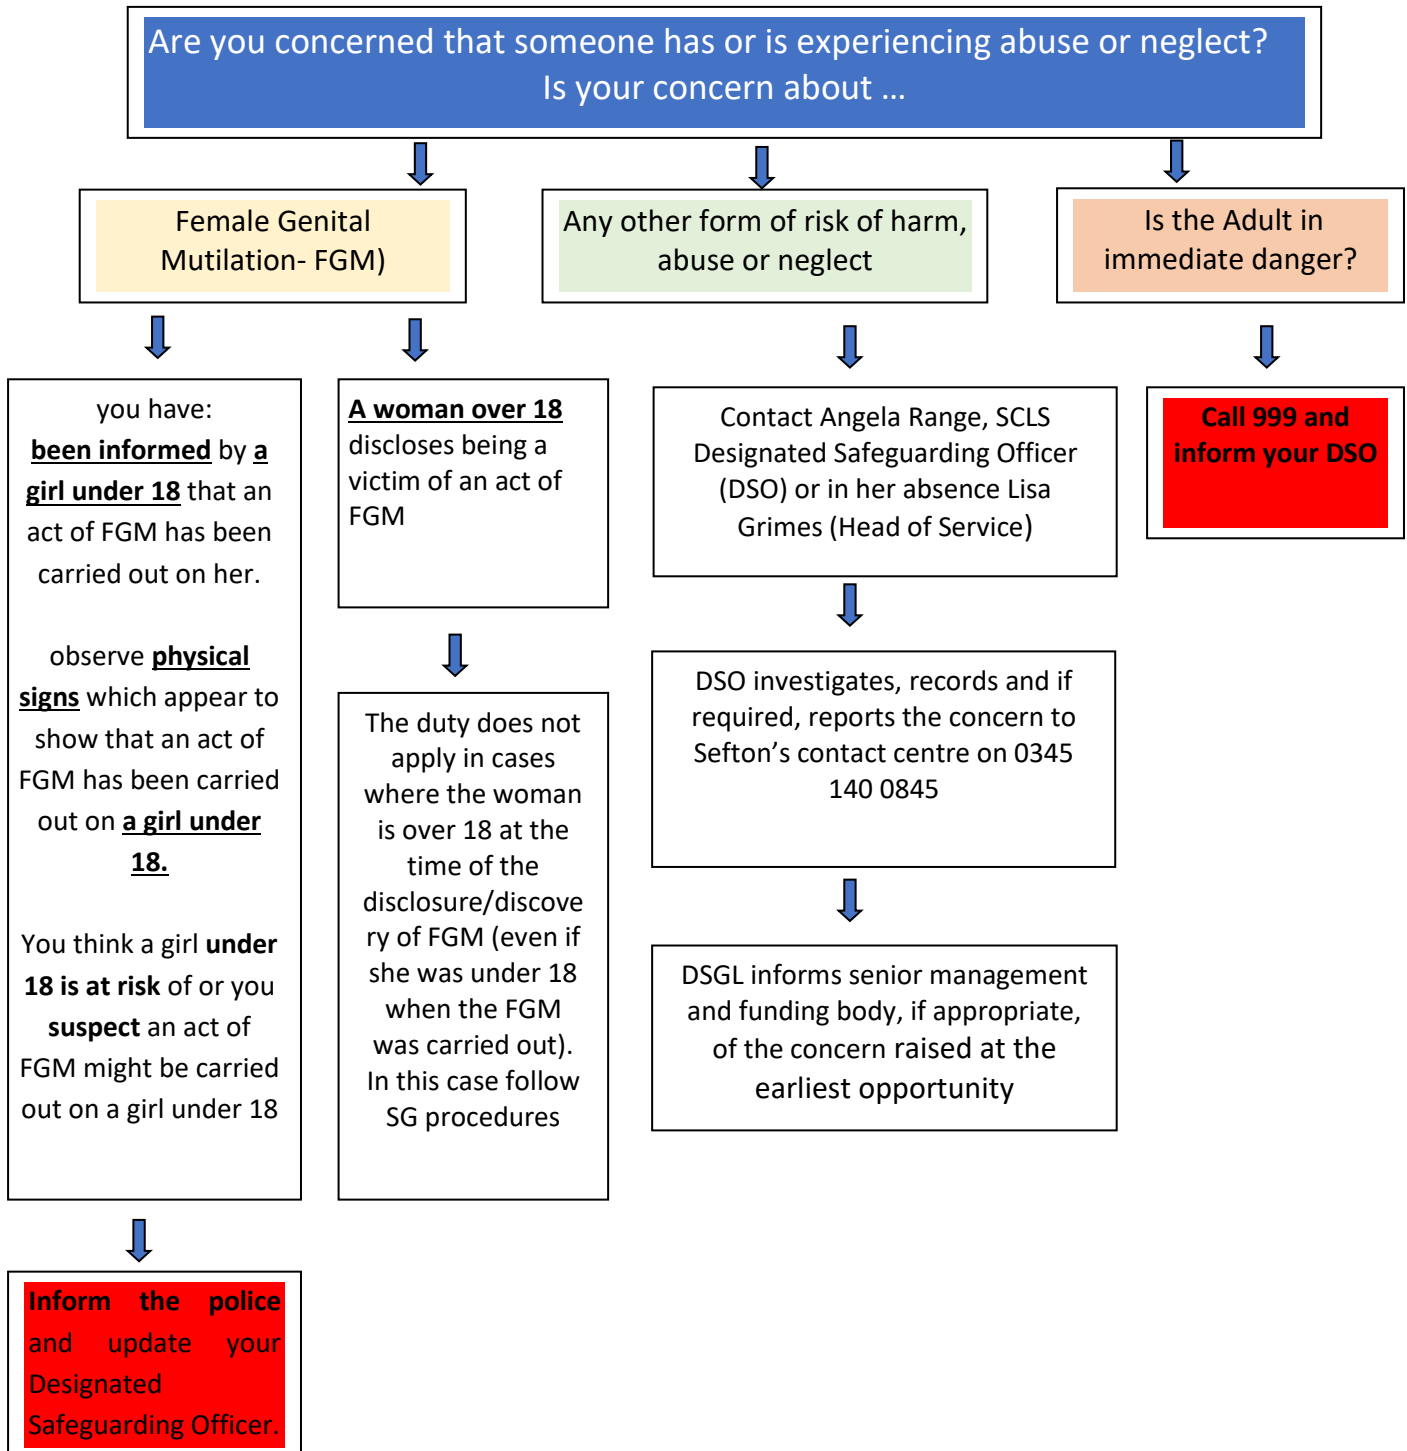 Are you concerned that someone has or is experiencing abuse or neglect?
Is your concern about …
Female Genital
Mutilation- FGM)
Any other form of risk of harm,
abuse or neglect
Is the Adult in
immediate danger?
you have:
been informed by a
girl under 18 that an
act of FGM has been
carried out on her.
observe physical
signs which appear to
show that an act of
FGM has been carried
out on a girl under
18.
You think a girl under
18 is at risk of or you
suspect an act of
FGM might be carried
out on a girl under 18
Inform the police
and update your
Designated
Safeguarding Officer.
A woman over 18
discloses being a
victim of an act of
FGM
The duty does not
apply in cases
where the woman
is over 18 at the
time of the
disclosure/discove
ry of FGM (even if
she was under 18
when the FGM
was carried out).
In this case follow
SG procedures
Contact Angela Range, SCLS
Designated Safeguarding Officer
(DSO) or in her absence Lisa
Grimes (Head of Service)
DSO investigates, records and if
required, reports the concern to
Sefton’s contact centre on 0345
140 0845
DSGL informs senior management
and funding body, if appropriate,
of the concern raised at the
earliest opportunity
Call 999 and
inform your DSO